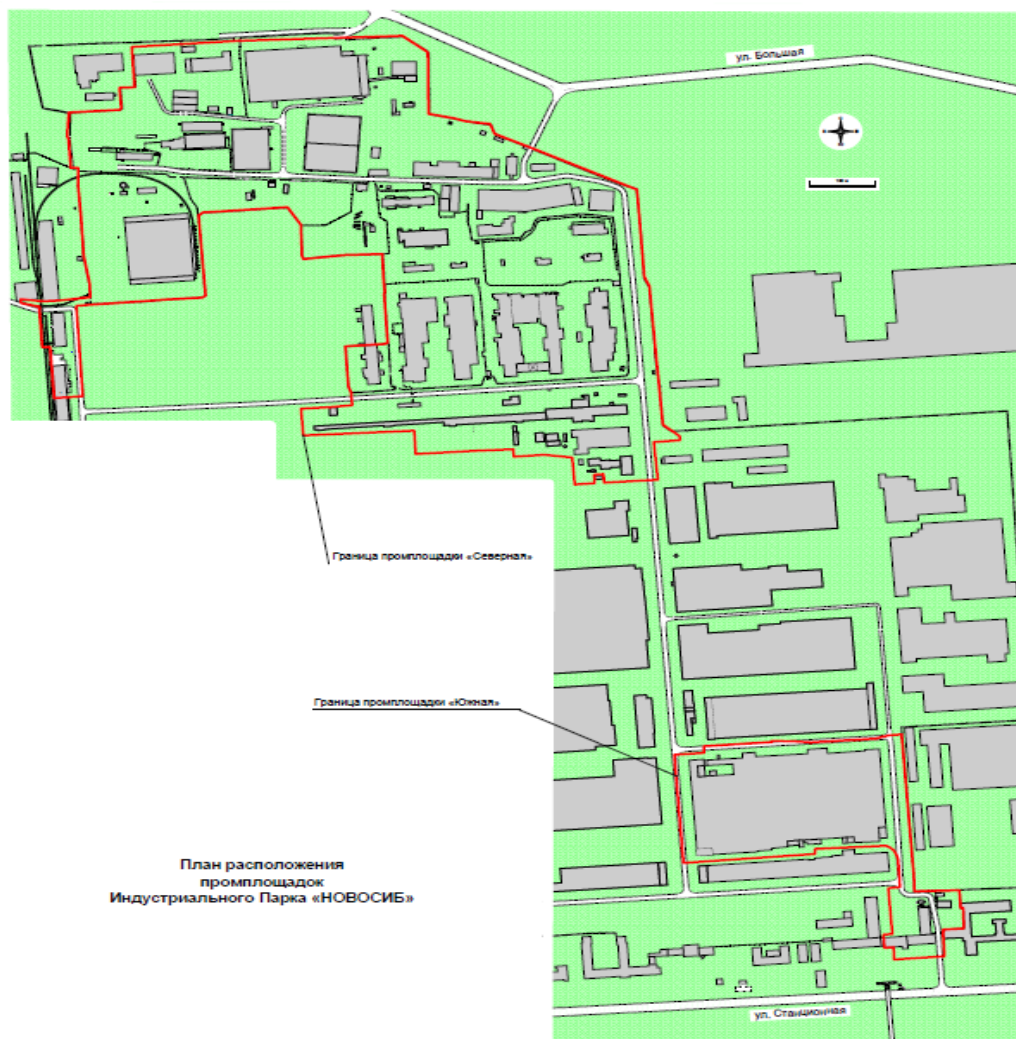 ул. Большая
Граница промплощадки «Северная»
Граница промплощадки «Южная»
План расположения
промплощадок
Индустриального Парка «НОВОСИБ»
ул. Станционная